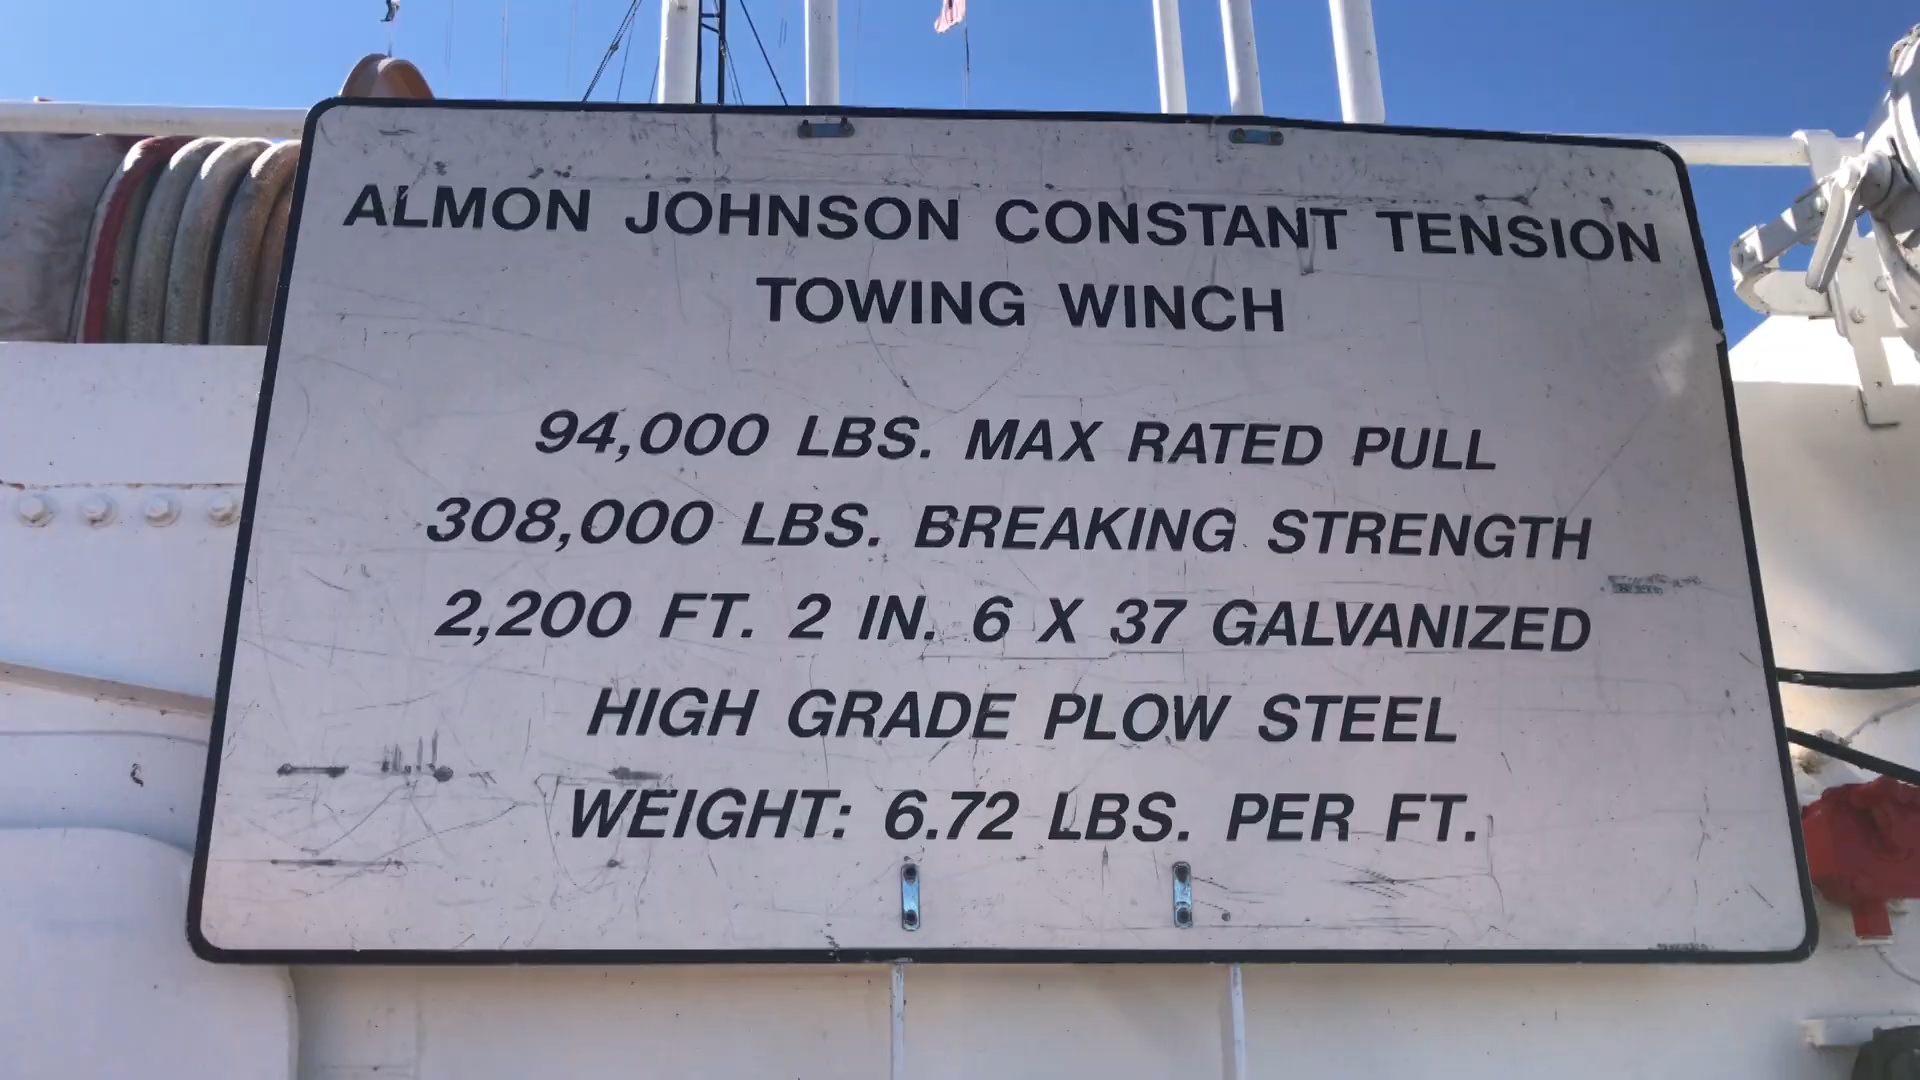 ALMON JOHNSON CONSTANT TENSION
TOWING WINCH
94,000 LBS. MAX RATED PULL
308,000 LBS. BREAKING STRENGTH
2,200 FT. 2 IN. 6 X 37 GALVANIZED
HIGH GRADE PLOW STEEL
WEIGHT: 6.72 LBS. PER FT.